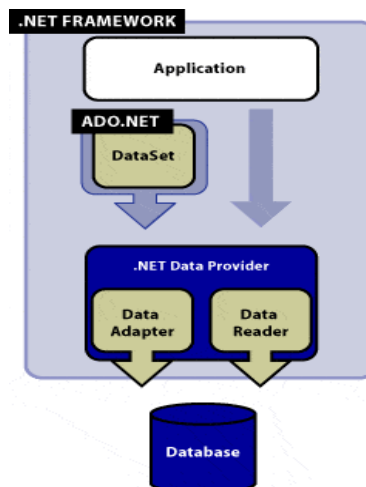 .NET FRAMEWORK
Application
ADO.NET
DataSet
.NET Data Provider
Data
Adapter
Data
Reader
Database